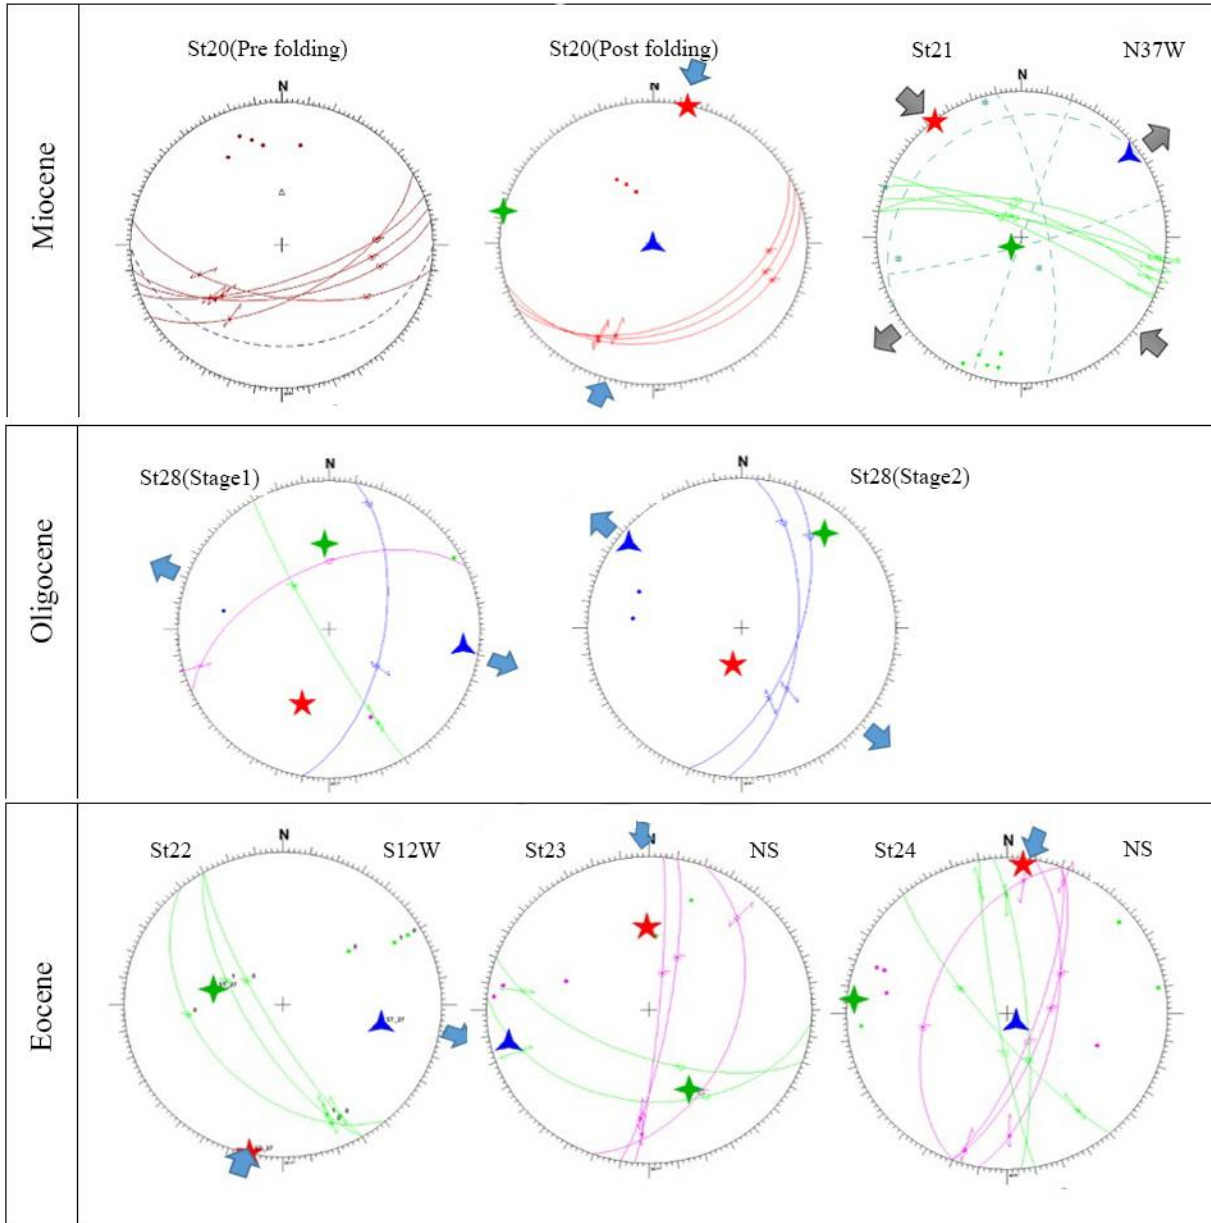 Miocene
St20(Pre folding)
St20(Post folding)
St21
N37W
N
N
N
Oligocene
St28(Stage1)
St28(Stage2)
N
N
Eocene
St22
S12W
St23
NS
St24
NS
N
N
N